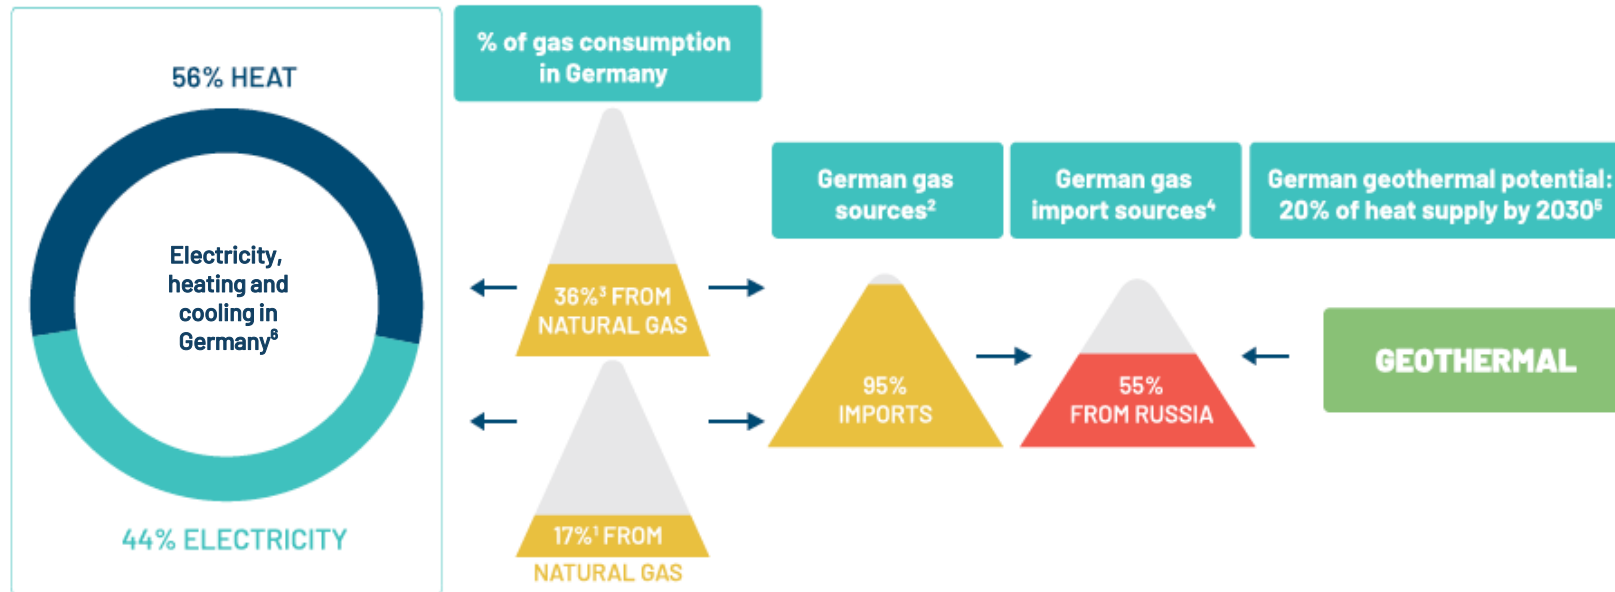 56% HEAT
Electricity,
heating and
cooling in
Germany⁶
44% ELECTRICITY
% of gas consumption
in Germany
36%³ FROM
NATURAL GAS
17%¹ FROM
NATURAL GAS
German gas
sources²
95%
IMPORTS
German gas
import sources⁴
55%
FROM RUSSIA
German geothermal potential:
20% of heat supply by 2030⁵
GEOTHERMAL